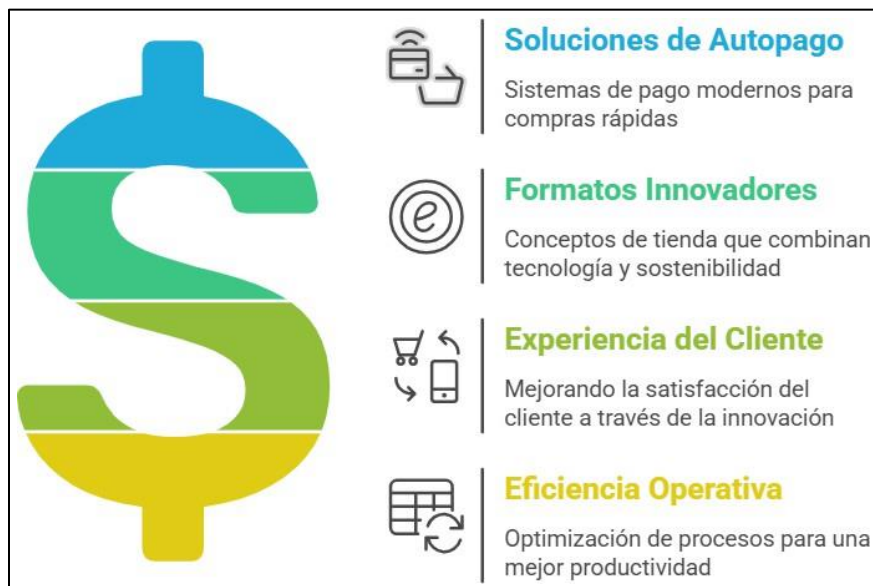 Soluciones de Autopago
Sistemas de pago modernos para
compras rápidas
Formatos Innovadores
e
Conceptos de tienda que combinan
tecnología y sostenibilidad
Experiencia del Cliente
Mejorando la satisfacción del
cliente a través de la innovación
Eficiencia Operativa
Optimización de procesos para una
mejor productividad